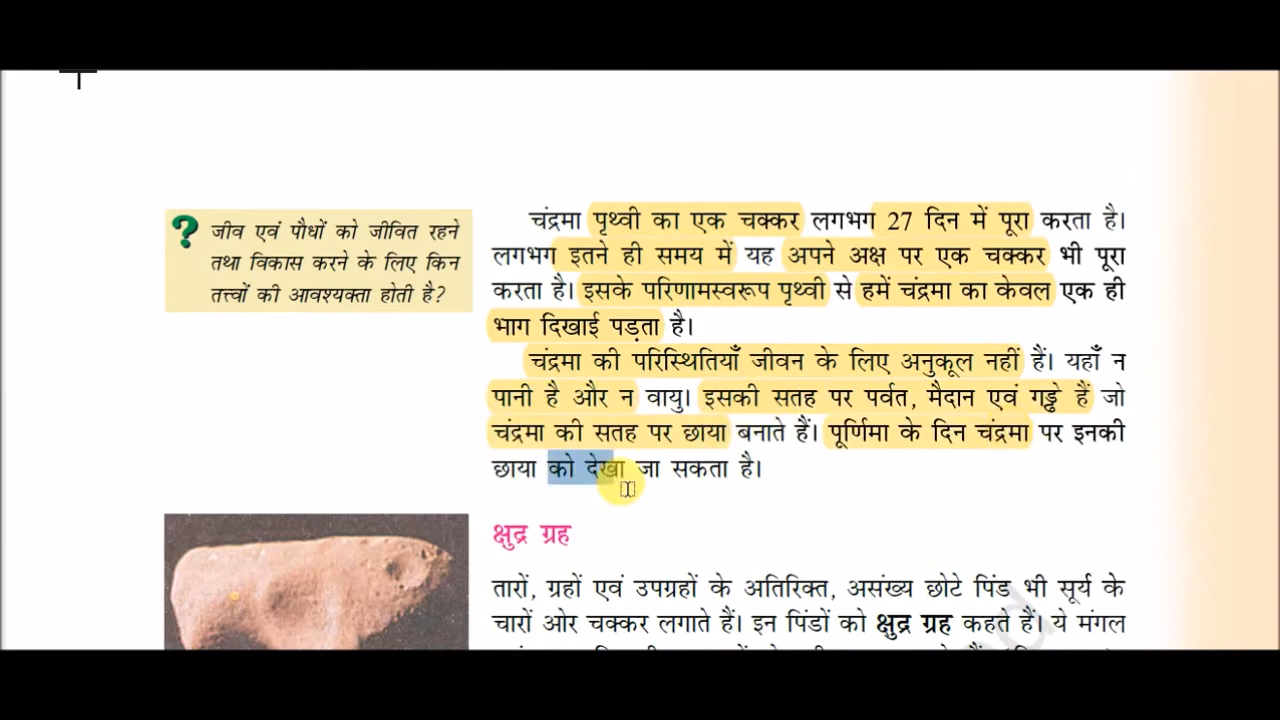 ? जीव एवं पौधों को जीवित रहने
तथा विकास करने के लिए किन
तत्त्वों की आवश्यकता होती है?
चंद्रमा पृथ्वी का एक चक्कर लगभग 27 दिन में पूरा करता है।
लगभग इतने ही समय में यह अपने अक्ष पर एक चक्कर भी पूरा
करता है। इसके परिणामस्वरूप पृथ्वी से हमें चंद्रमा का केवल एक ही
भाग दिखाई पड़ता है।
चंद्रमा की परिस्थितियाँ जीवन के लिए अनुकूल नहीं हैं। यहाँ न
पानी है और न वायु। इसकी सतह पर पर्वत, मैदान एवं गड्ढे हैं जो
चंद्रमा की सतह पर छाया बनाते हैं। पूर्णिमा के दिन चंद्रमा पर इनकी
छाया को देखा जा सकता है।
क्षुद्र ग्रह
तारों, ग्रहों एवं उपग्रहों के अतिरिक्त, असंख्य छोटे पिंड भी सूर्य के
चारों ओर चक्कर लगाते हैं। इन पिंडों को क्षुद्र ग्रह कहते हैं। ये मंगल